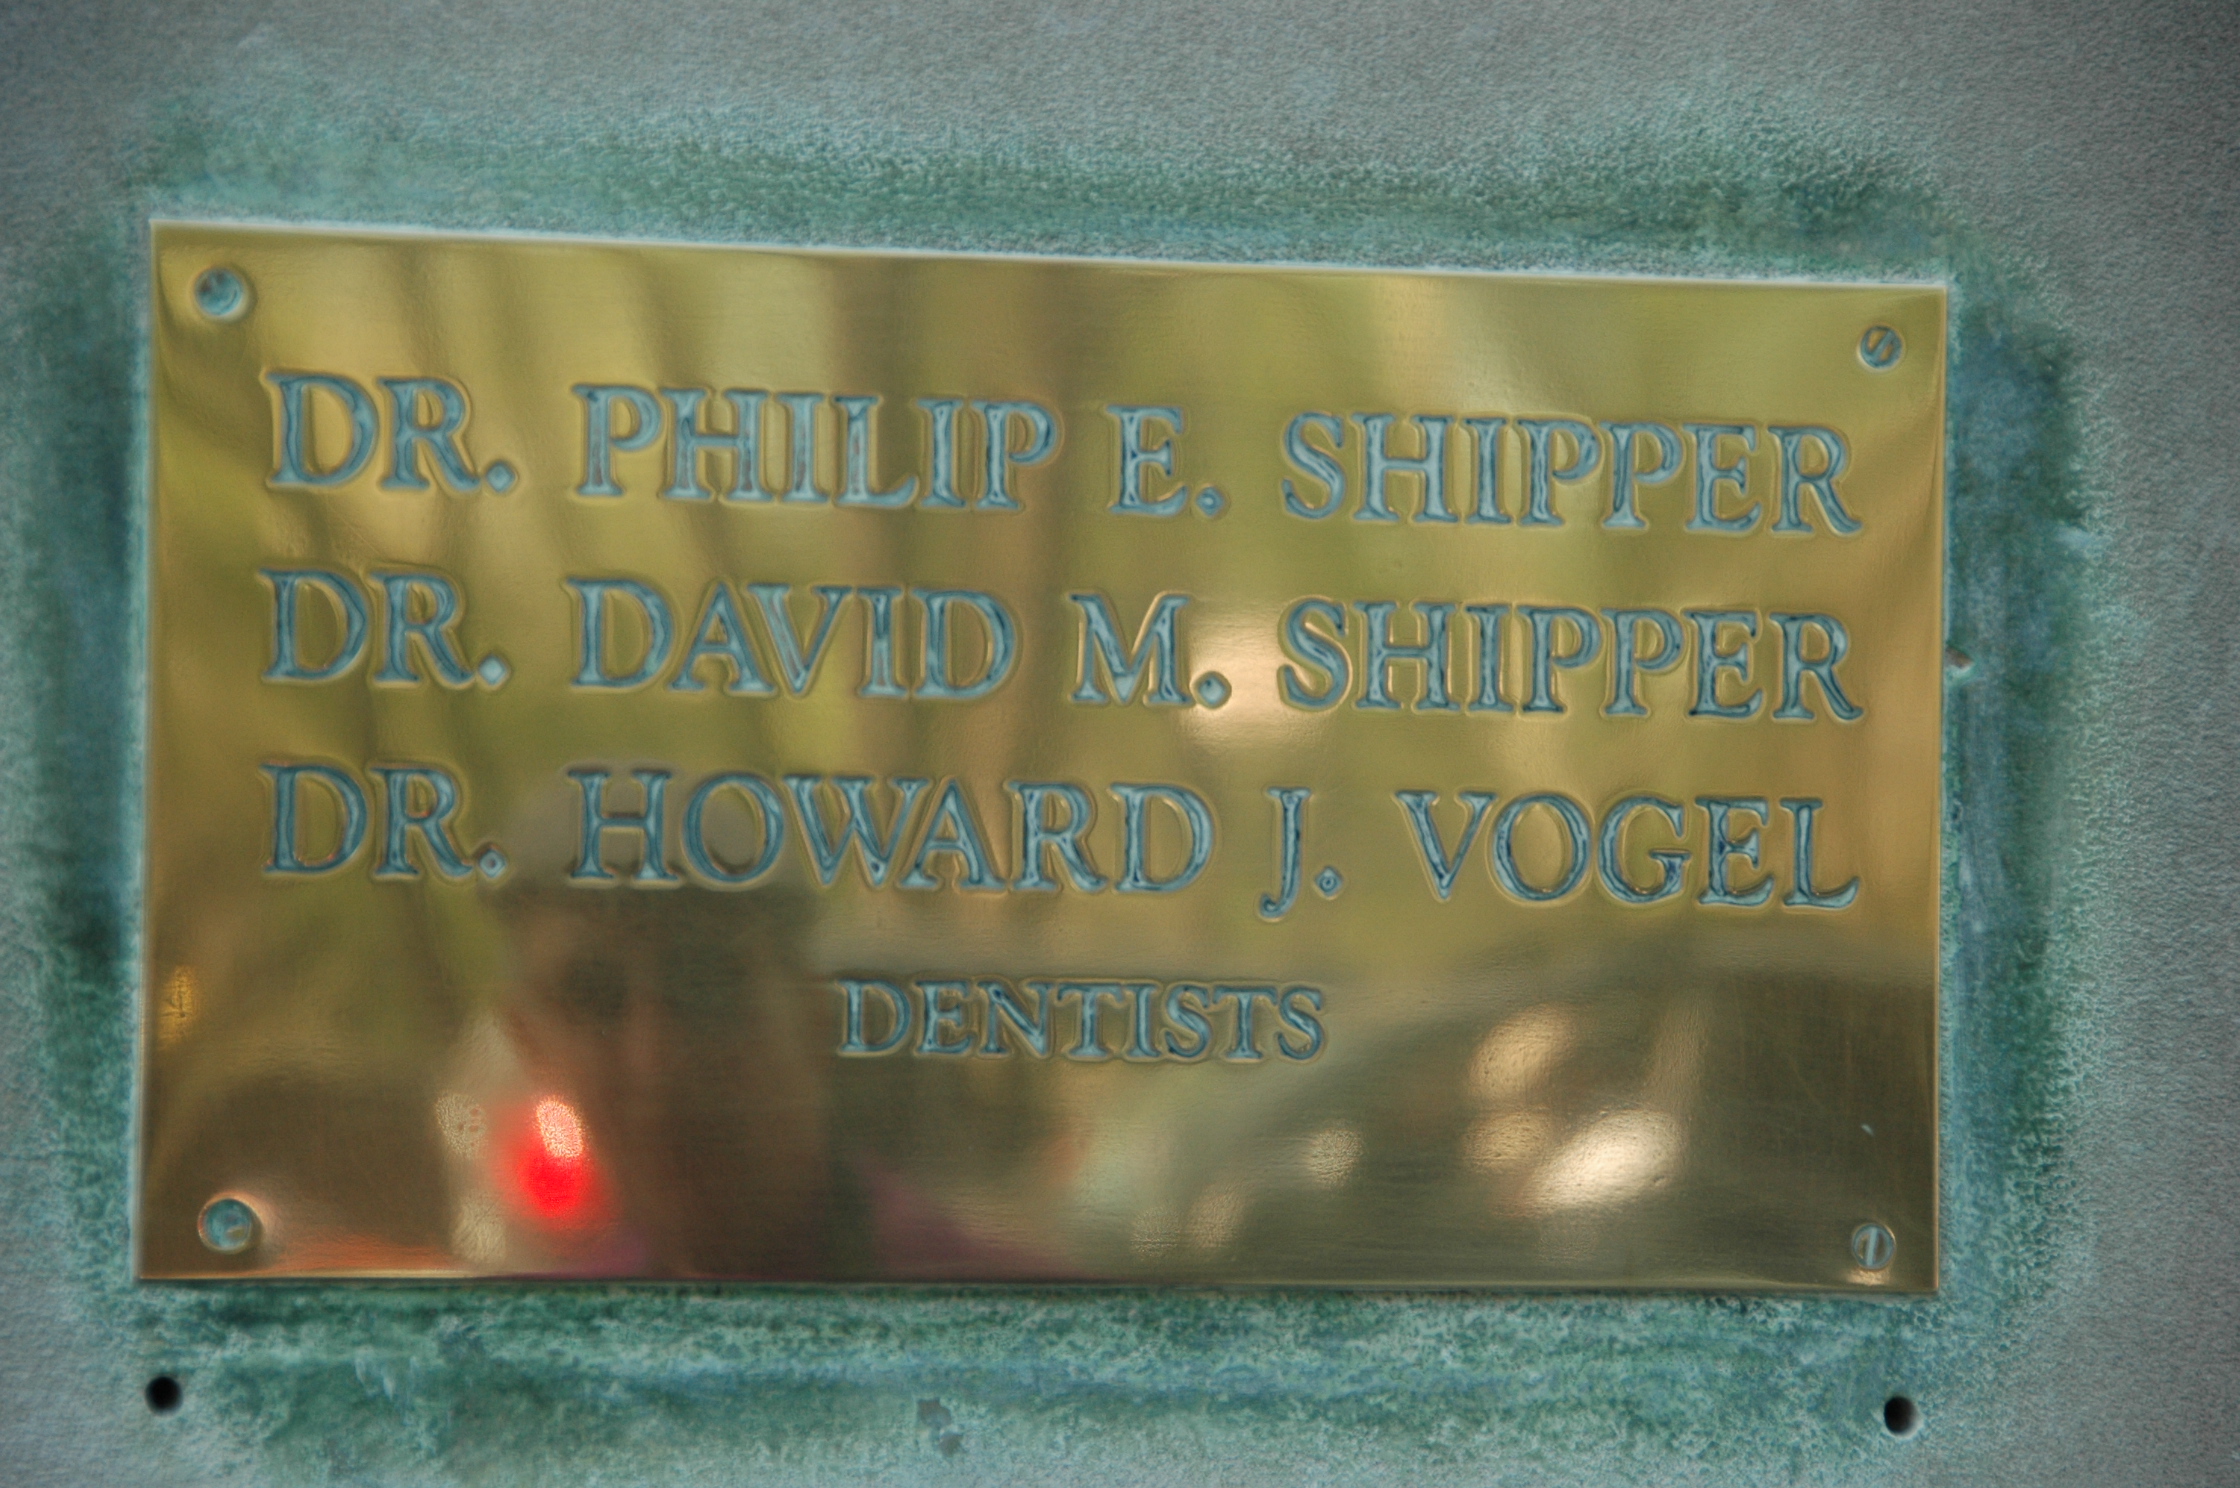 DR. PHILIP E. SHIPPER
DR. DAVID M. SHIPPER
DR. HOWARD J. VOGEL
DENTISTS